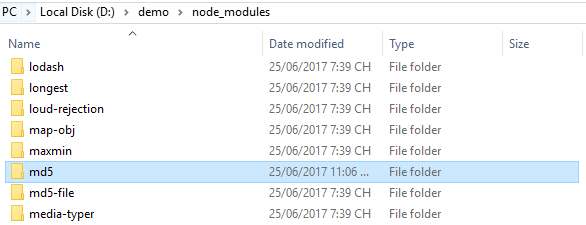 PC > Local Disk (D:) > demo > node_modules
Name Date modified Type Size
lodash 25/06/2017 7:39 CH File folder
longest 25/06/2017 7:39 CH File folder
loud-rejection 25/06/2017 7:39 CH File folder
map-obj 25/06/2017 7:39 CH File folder
maxmin 25/06/2017 7:39 CH File folder
md5 25/06/2017 11:06 ... File folder
md5-file 25/06/2017 7:39 CH File folder
media-typer 25/06/2017 7:39 CH File folder